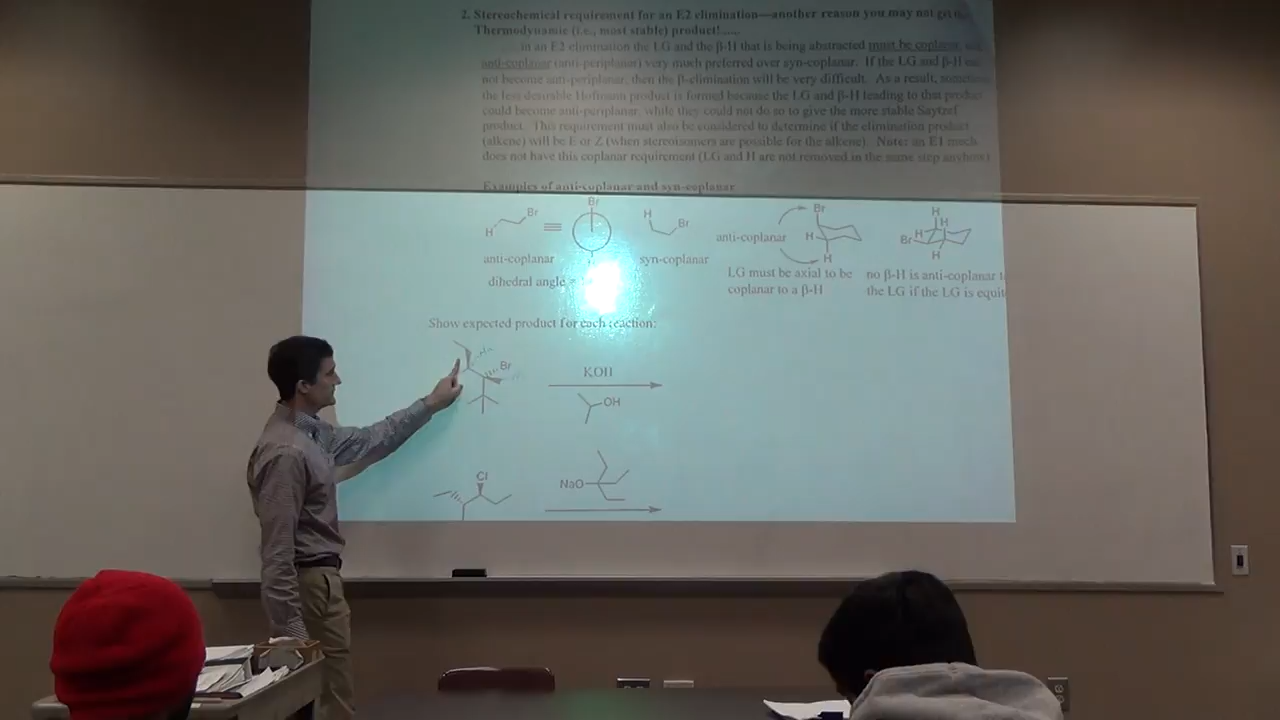 2. Stereochemical requirement for an E2 elimination—another reason you may not get
Thermodynamic (i.e., most stable) product!.....
in an E2 elimination the LG and the β-H that is being abstracted must be coplanar
anti-coplanar (anti-periplanar) very much preferred over syn-coplanar. If the LG and β-H
not become anti-periplanar, then the β-elimination will be very difficult. As a result,
the less desirable Hofmann product is formed because the LG and β-H leading to that product
could become anti-periplanar, while they could not do so to give the more stable Saytzef
product. This requirement must also be considered to determine if the elimination product
(alkene) will be E or Z (when stereoisomers are possible for the alkene). Note: an E1 mech.
does not have this coplanar requirement (LG and H are not removed in the same step anyhow)
Examples of anti-coplanar and syn-coplanar
Br
H
Br
H
Br
anti-coplanar
Br
H
H
H
H
H
Br
H
anti-coplanar
syn-coplanar
dihedral angle =
LG must be axial to be
coplanar to a β-H
no β-H is anti-coplanar
the LG if the LG is
Show expected product for each reaction:
Br
KOH
OH
Cl
NaO